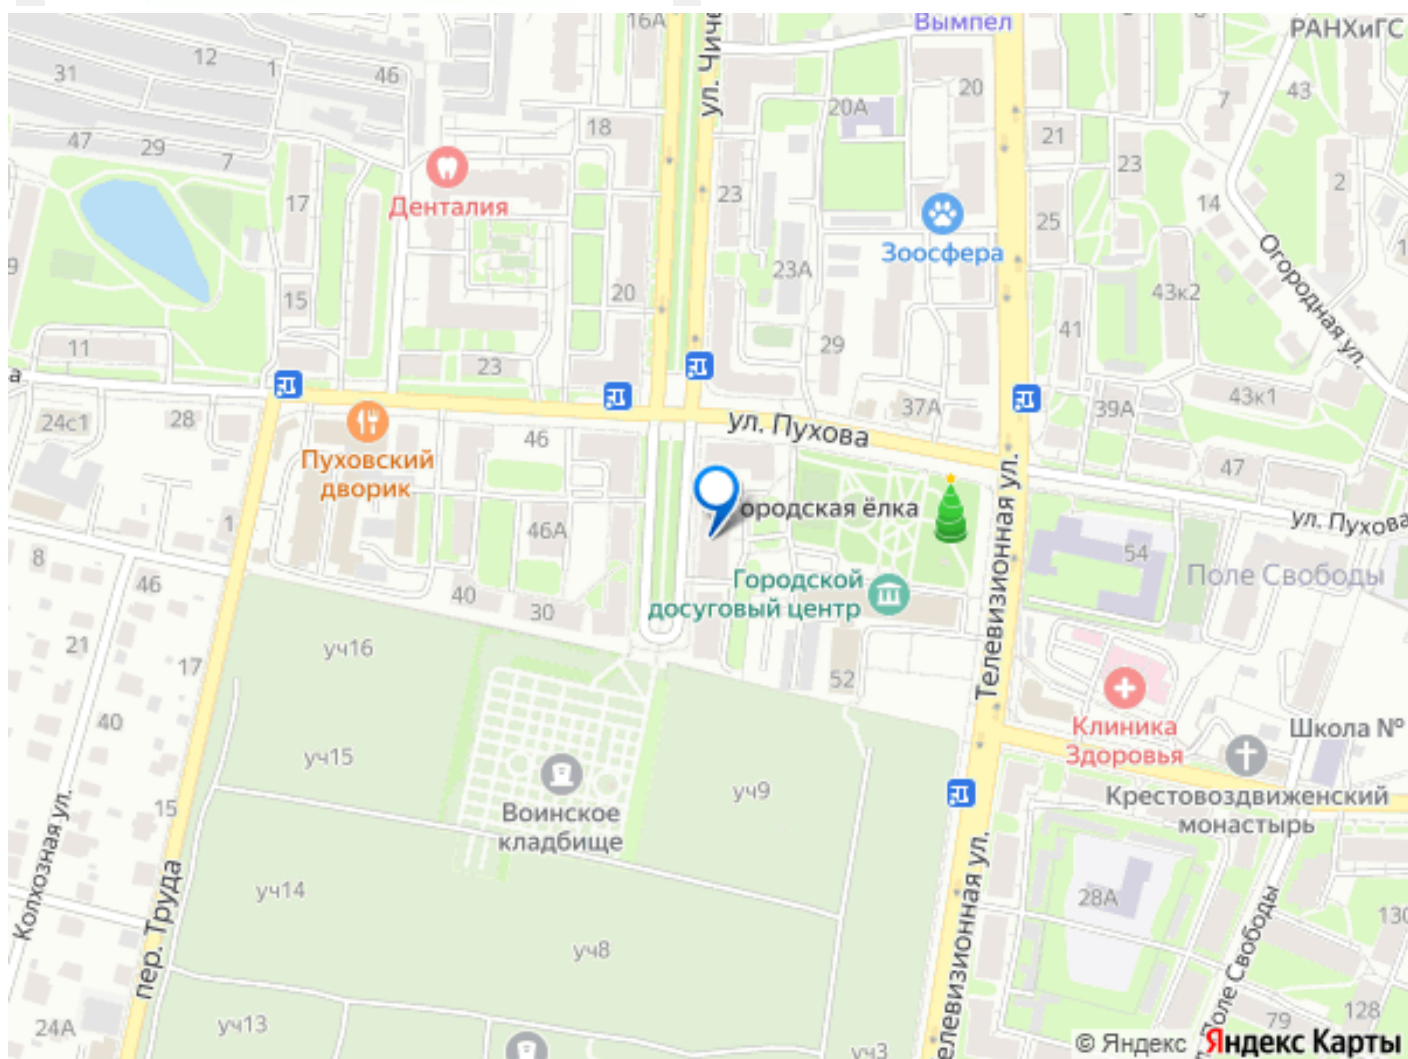 16А
ул. Чиче
Вымпел
РАНХиГС
12
1
46
31
20
43
7
20А
18
21
47
29
7
23
2
Денталия
17
23
14
25
Зоосфера
9
23А
Огородная ул.
43к2
20
15
41
29
11
23
а
43к1
37А
39А
28
24с1
ул. Пухова
46
Пуховский
дворик
47
ородская ёлка
ул. Пухова
1
46А
8
54
46
Городской
досуговый центр
Поле Свободы
40
30
Телевизионная ул.
21
уч16
17
52
40
Клиника
Здоровья
Школа №
уч15
уч9
Крестовоздвиженский
монастырь
15
Воинское
кладбище
Колхозная ул.
пер. Труда
уч14
28А
130
Телевизионная ул.
уч8
Поле Свободы
24А
уч13
уч3
79
128
© Яндекс Яндекс Карты